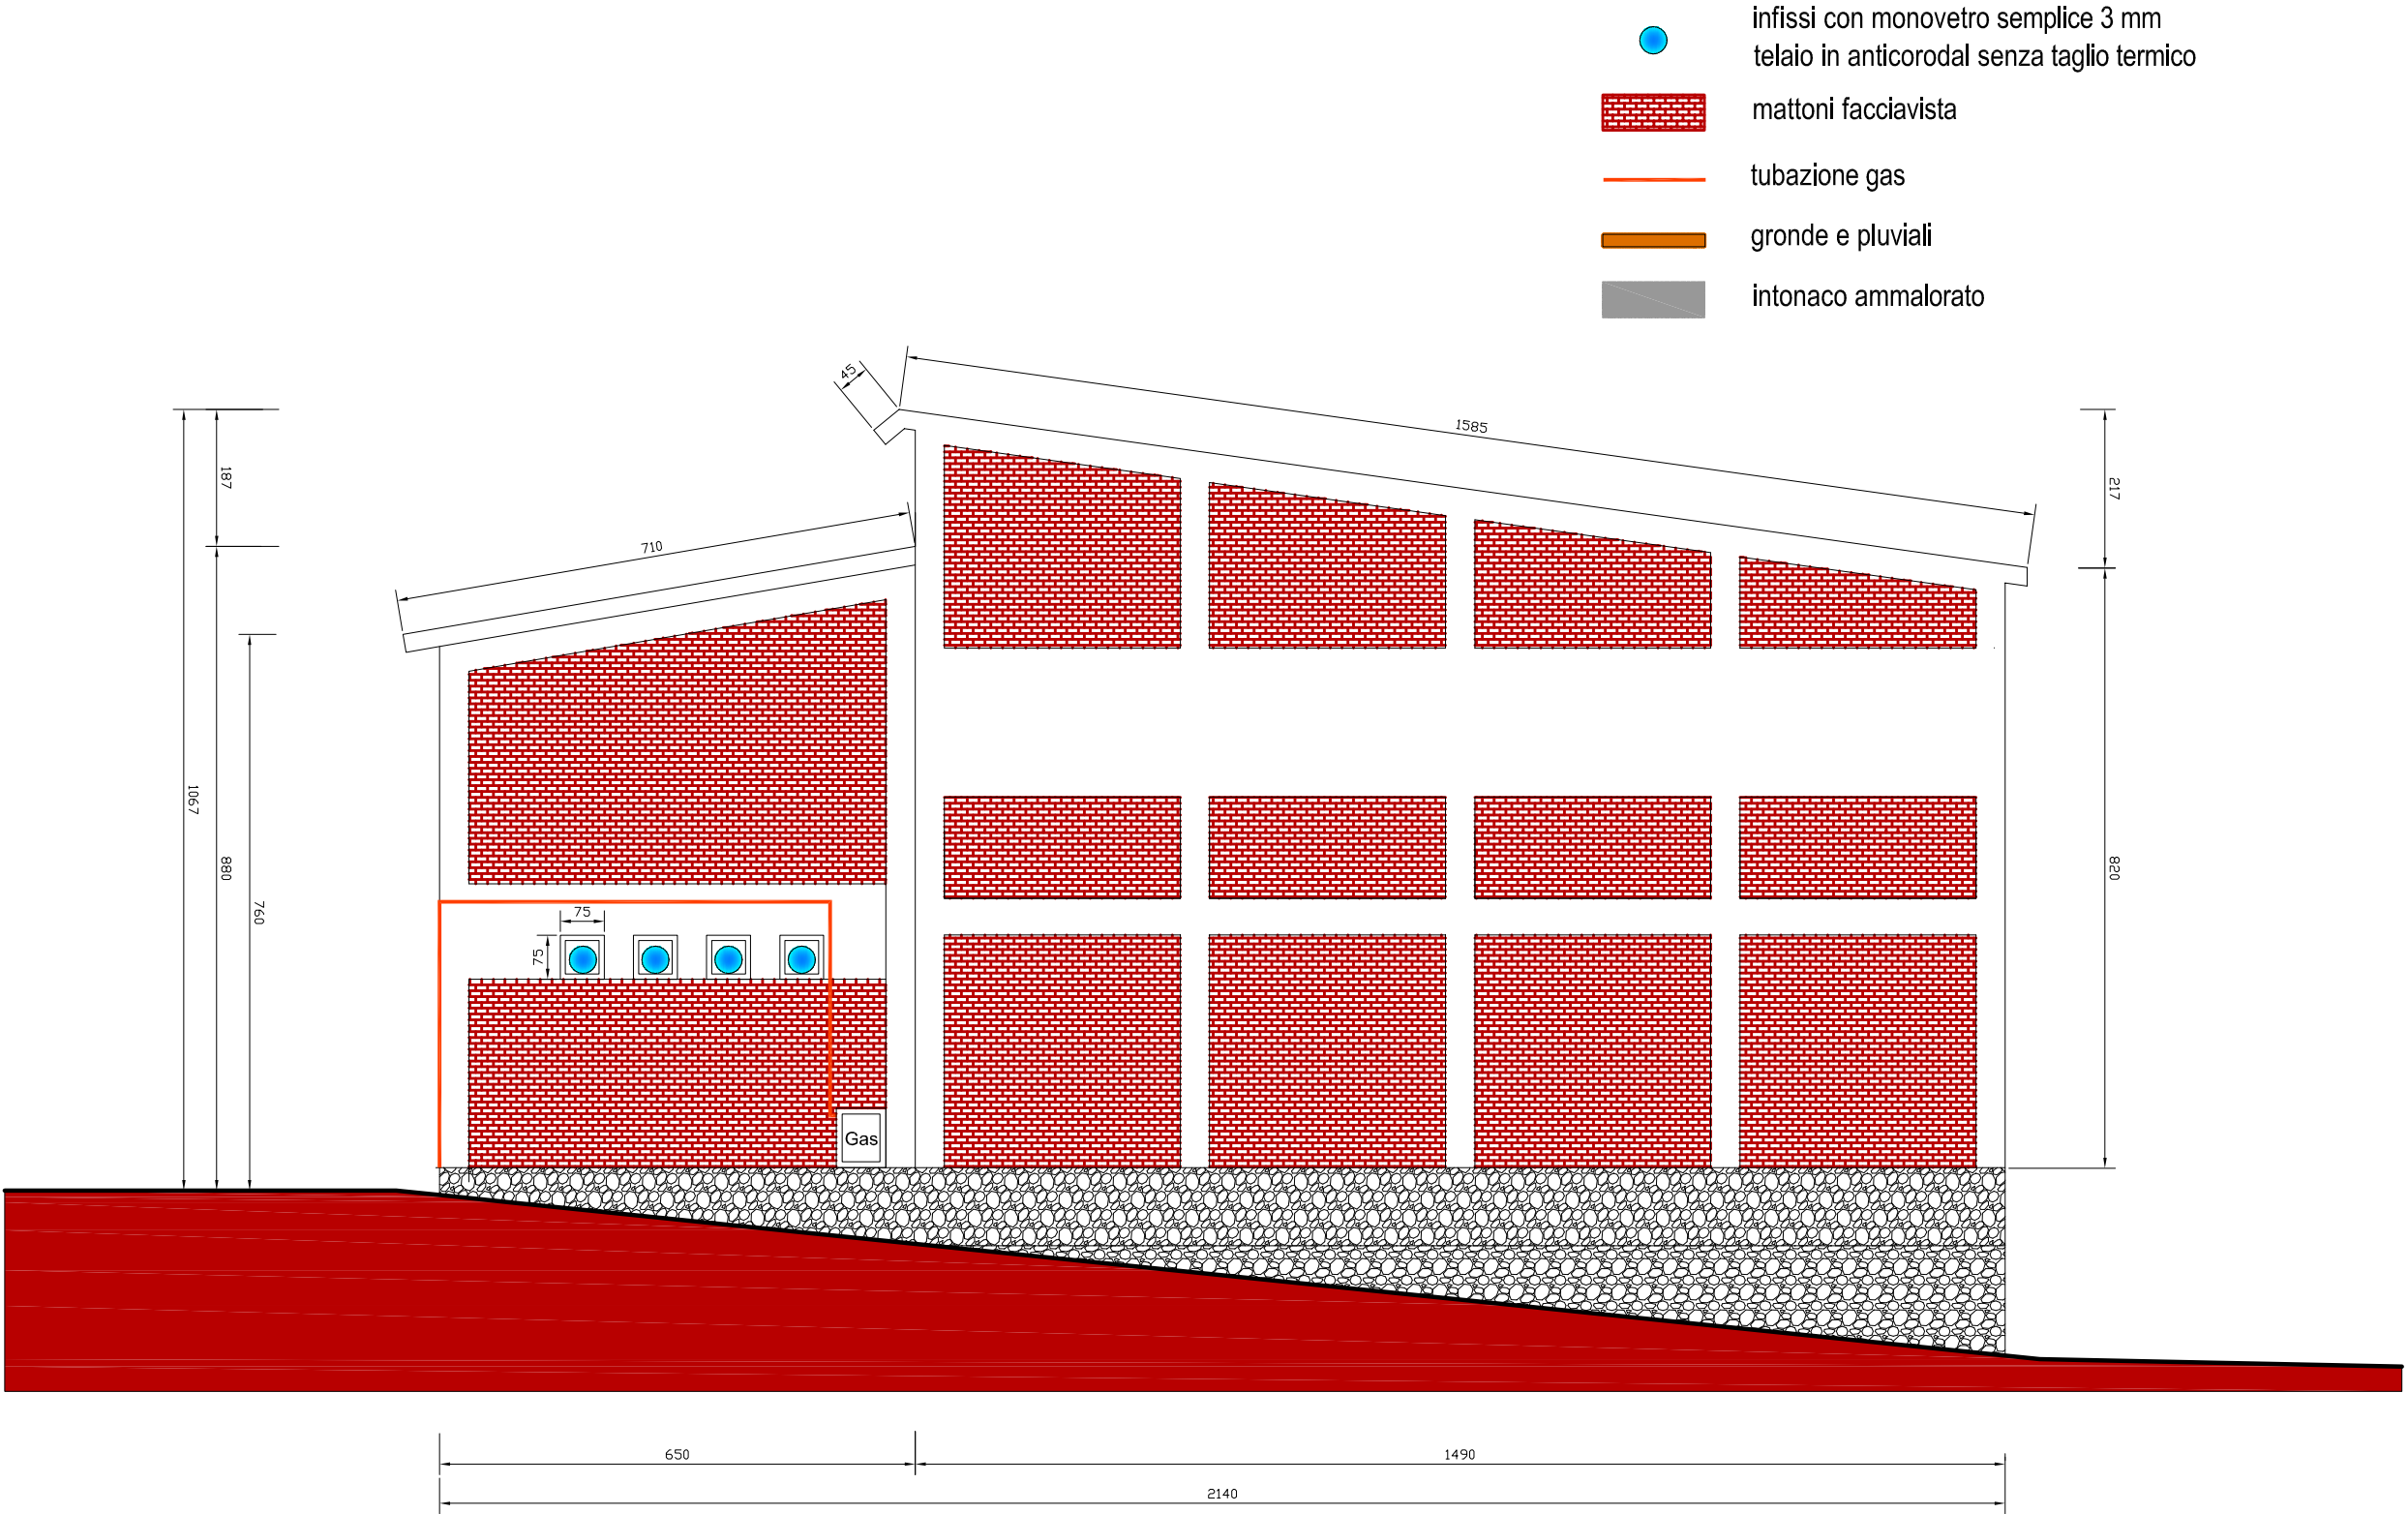 infissi con monovetro semplice 3 mm
telaio in anticorodal senza taglio termico
mattoni facciavista
tubazione gas
gronde e pluviali
intonaco ammalorato
45
1585
187
217
710
1067
880
760
820
75
75
Gas
650
1490
2140